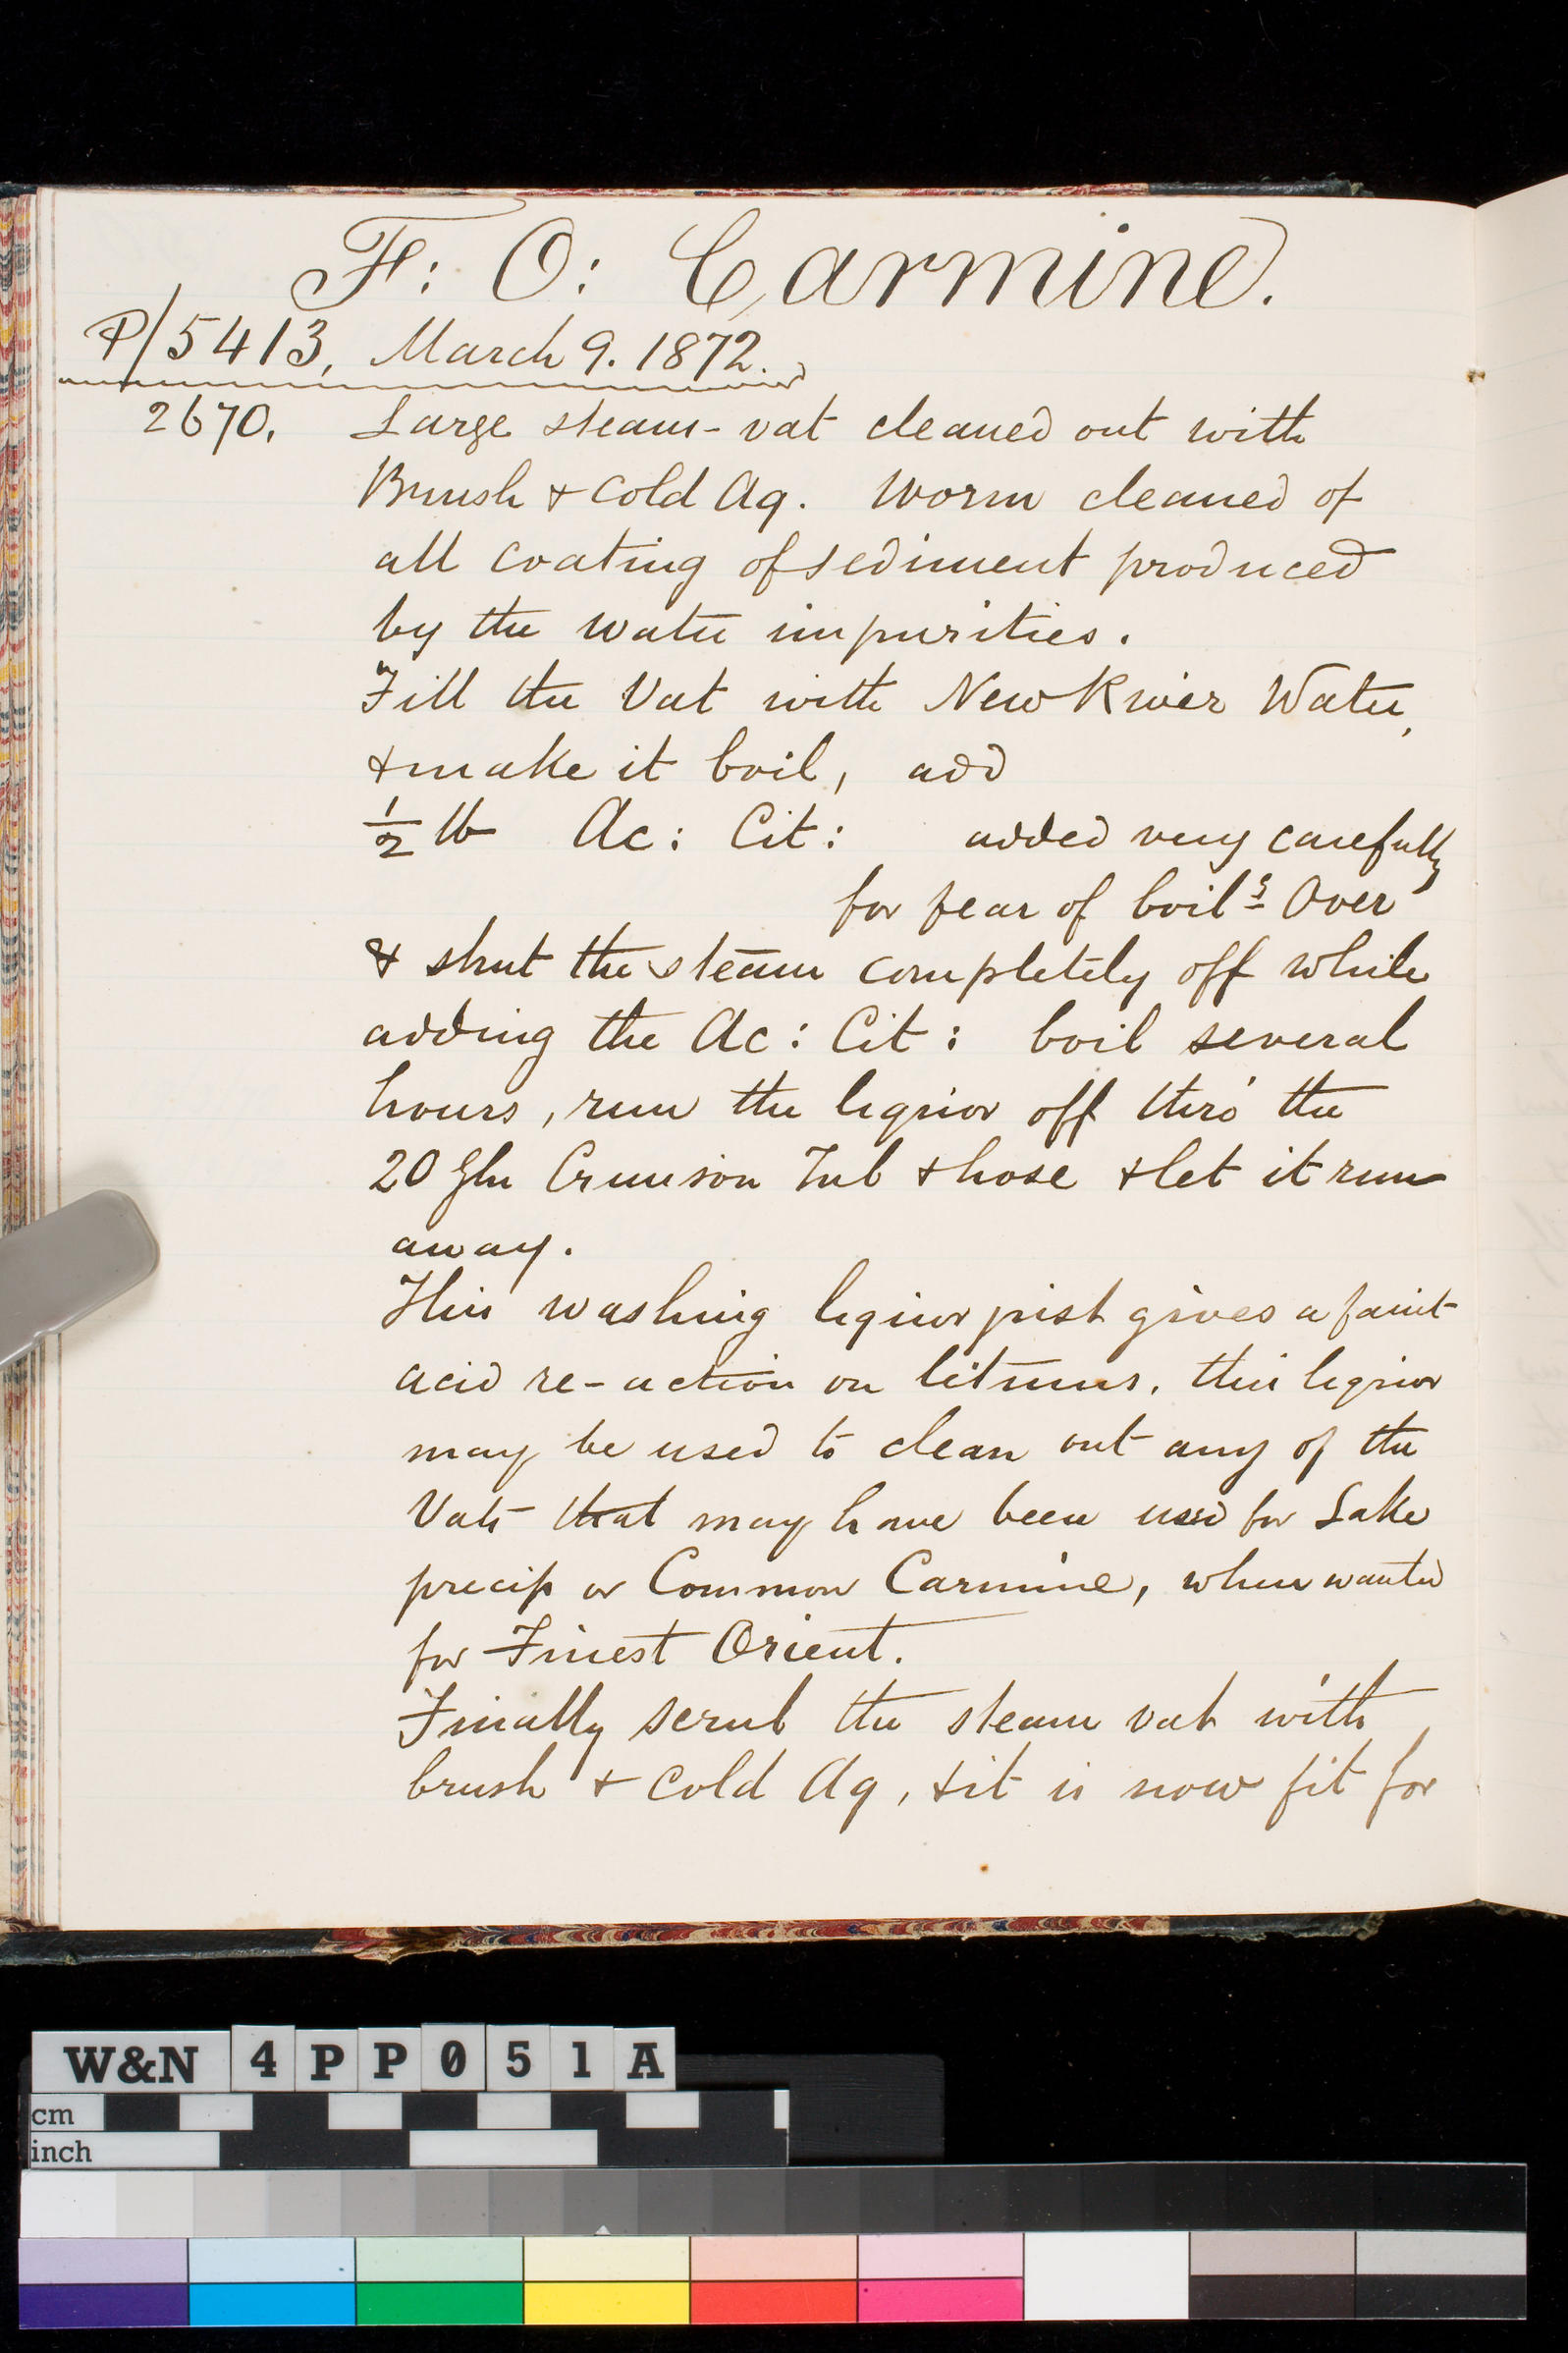 F: O: Carmine.
P/5413, March 9. 1872.
2670. Large steam-vat cleaned out with
Brush & Cold Aq. Worm cleaned of
all coating of sediment produced
by the water impurities.
Fill the Vat with New River Water,
& make it boil, add
½ lb Ac: Cit: added very carefully
for fear of boilg Over
& shut the steam completely off while
adding the Ac: Cit: boil several
hours, run the liquor off thro' the
20 Gln Crimson Tub & hose & let it run
away.
This washing liquor just gives a faint
acid re-action on litmus. this liquor
may be used to clean out any of the
Vats that may have been used for Lake
precip or Common Carmine, when wanted
for Finest Orient.
Finally scrub the steam vat with
brush & Cold Aq, & it is now fit for
W&N 4PP051A
cm
inch